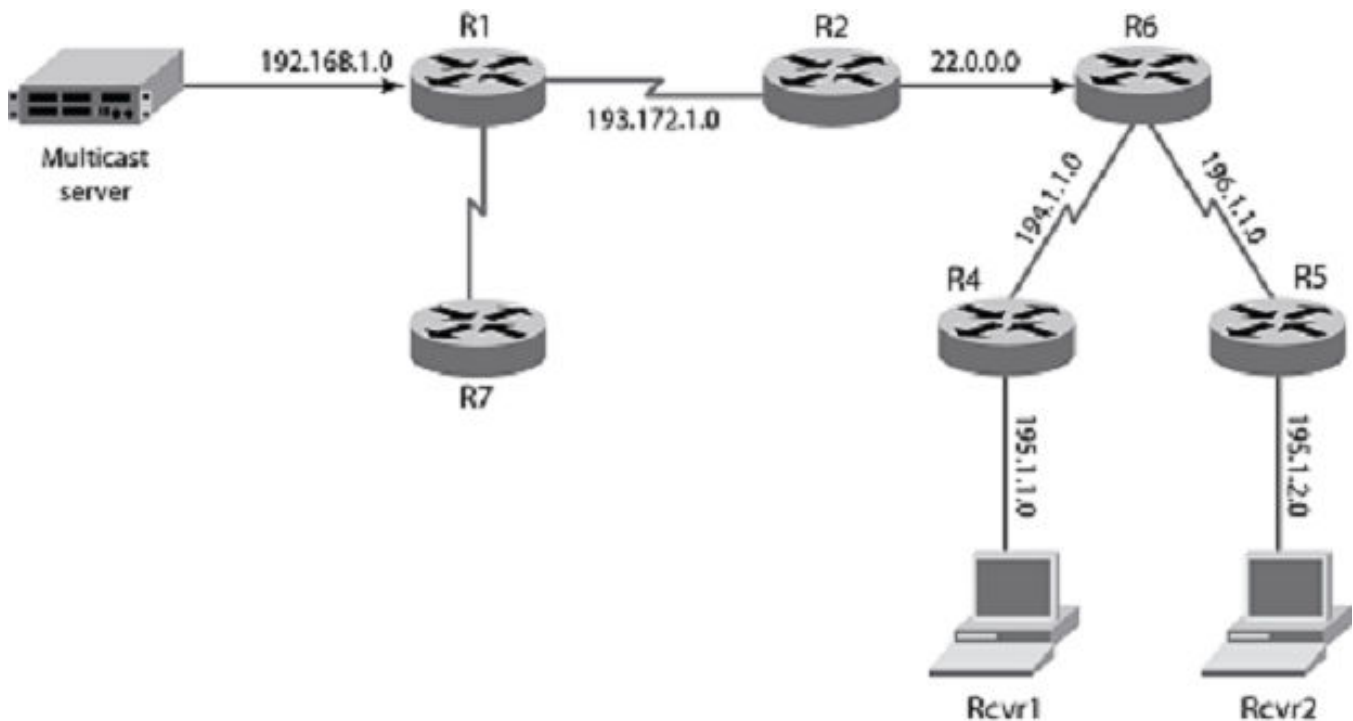 R1
R2
R6
192.168.1.0
22.0.0.0
193.172.1.0
Multicast
server
194.1.1.0
196.1.1.0
R4
R5
R7
195.1.1.0
195.1.2.0
Rcvr1
Rcvr2